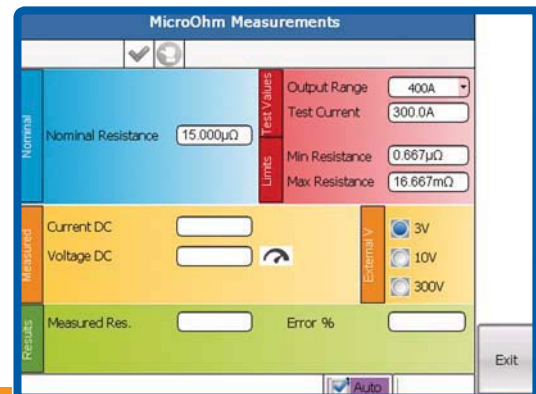 MicroOhm Measurements
Nominal
Nominal Resistance 15.000µΩ
Test Values
Output Range 400A
Test Current 300.0A
Limits
Min Resistance 0.667µΩ
Max Resistance 16.667mΩ
Measured
Current DC
Voltage DC
External V
3V
10V
300V
Results
Measured Res.
Error %
Exit
Auto